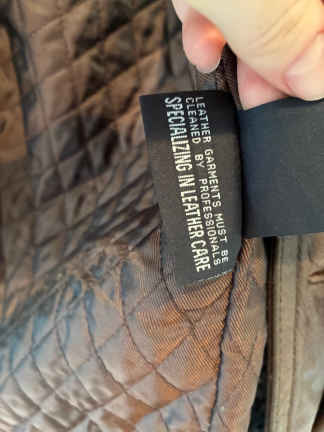 LEATHER GARMENTS MUST BE
CLEANED BY PROFESSIONALS
SPECIALIZING IN LEATHER CARE